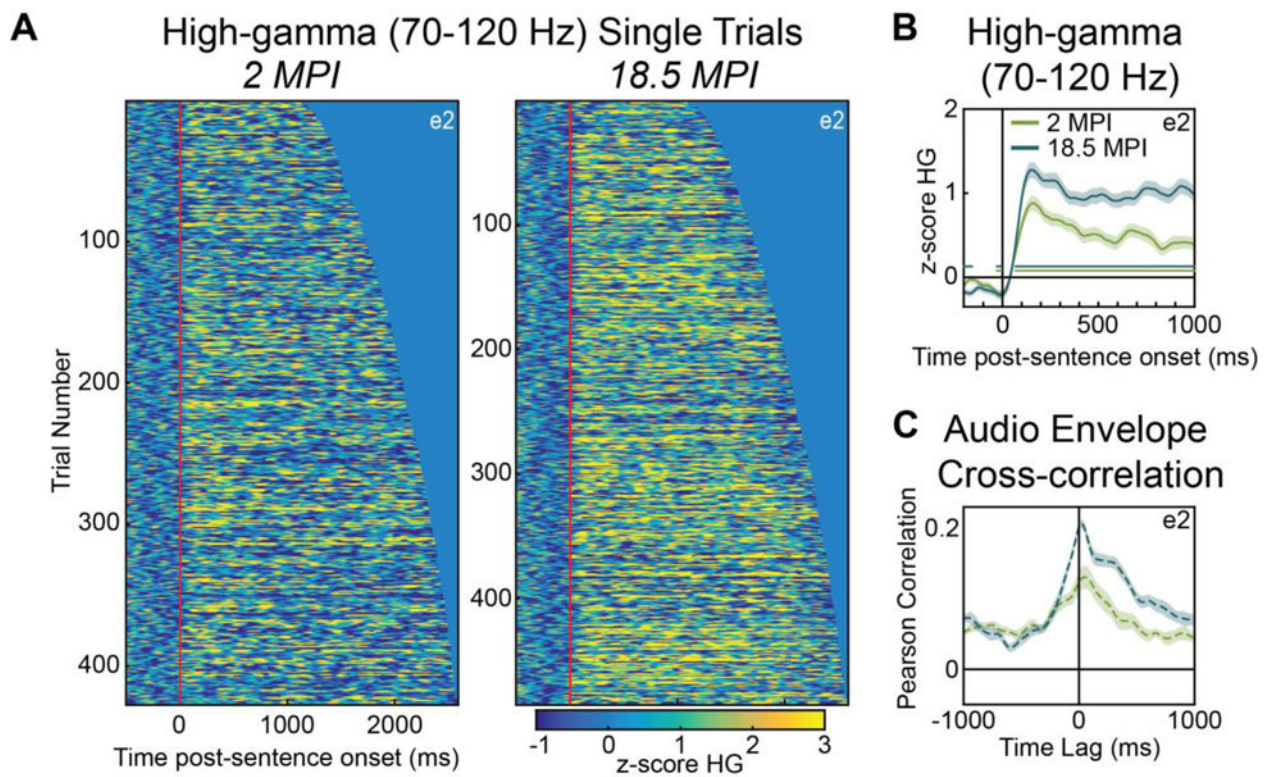 A
High-gamma (70-120 Hz) Single Trials
2 MPI
18.5 MPI
e2
e2
Trial Number
100
200
300
400
100
200
300
400
0
1000
2000
Time post-sentence onset (ms)
-1
0
1
2
3
z-score HG
B
High-gamma
(70-120 Hz)
2 MPI
18.5 MPI
e2
z-score HG
2
1
0
0
500
1000
Time post-sentence onset (ms)
C
Audio Envelope
Cross-correlation
e2
Pearson Correlation
0.2
0
-1000
0
1000
Time Lag (ms)